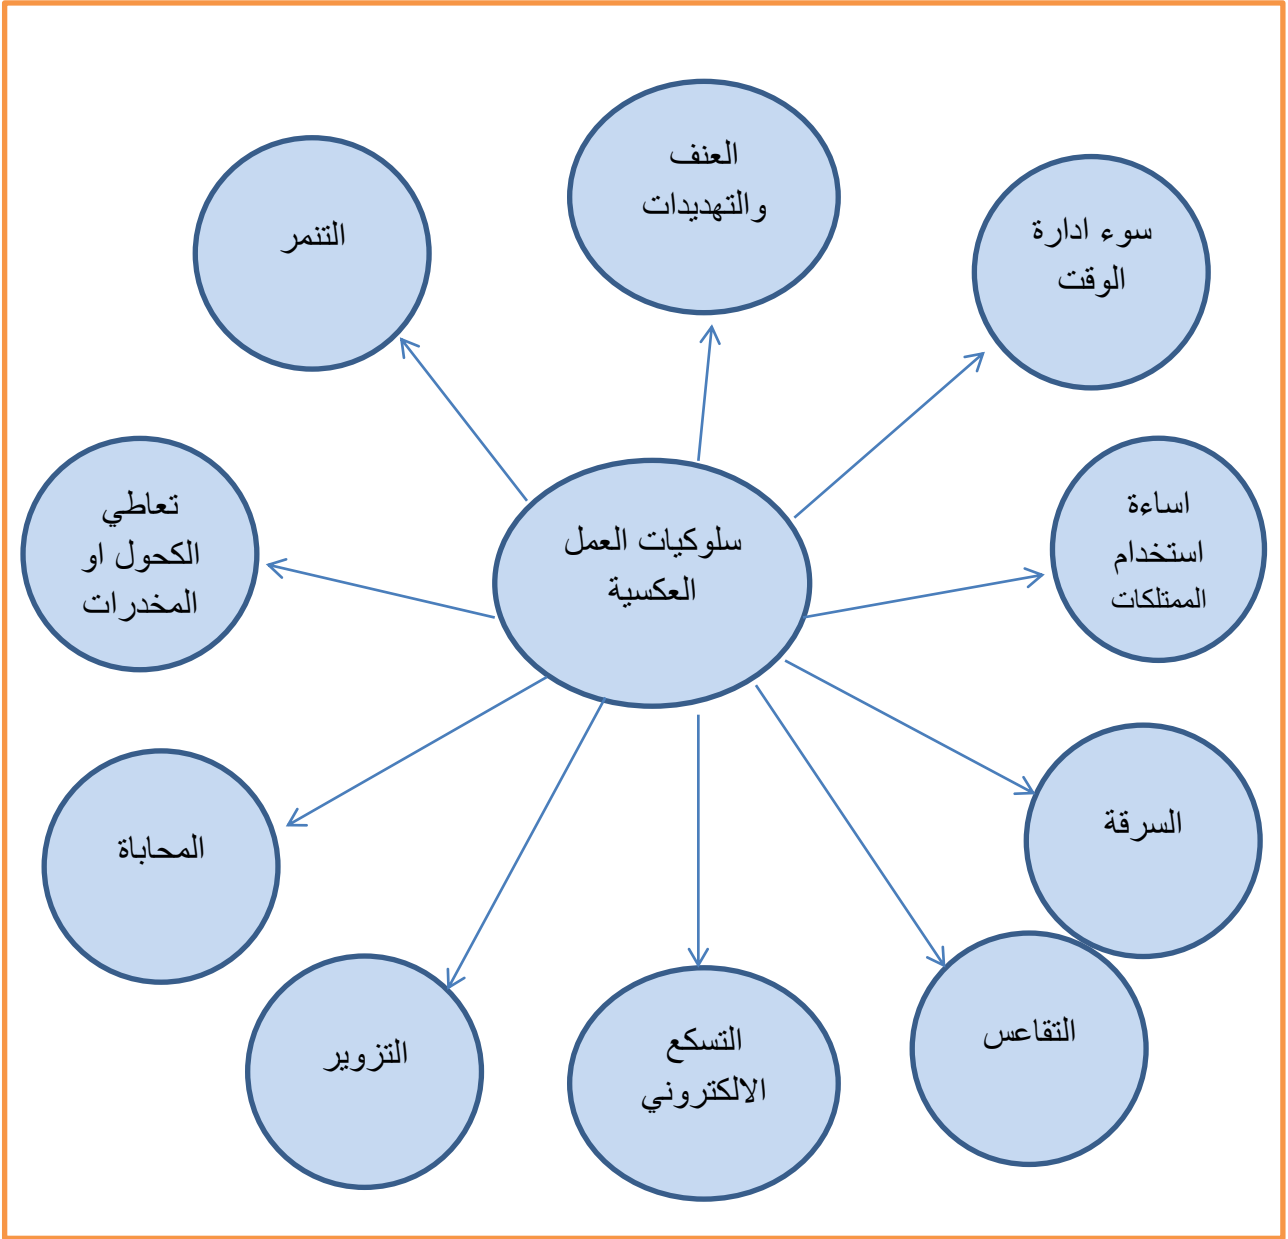 العنف
والتهديدات
التنمر
سوء ادارة
الوقت
تعاطي
الكحول او
المخدرات
اساءة
استخدام
الممتلكات
سلوكيات العمل
العكسية
السرقة
المحاباة
التقاعس
التسكع
الالكتروني
التزوير